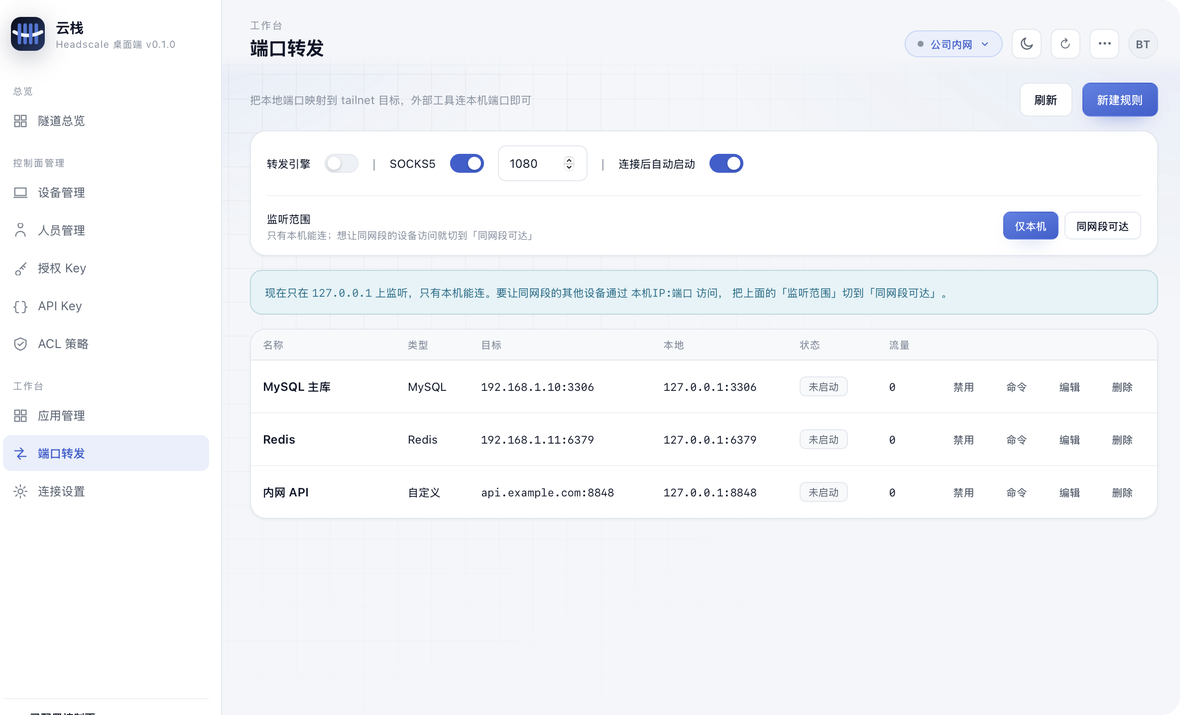 云栈
Headscale 桌面端 v0.1.0
总览
隧道总览
控制面管理
设备管理
人员管理
授权 Key
API Key
ACL 策略
工作台
应用管理
端口转发
连接设置
工作台
端口转发
公司内网
BT
把本地端口映射到 tailnet 目标，外部工具连本机端口即可
刷新
新建规则
转发引擎 | SOCKS5 1080 | 连接后自动启动
监听范围
只有本机能连；想让同网段的设备访问就切到「同网段可达」
仅本机
同网段可达
现在只在 127.0.0.1 上监听，只有本机能连。要让同网段的其他设备通过 本机IP:端口 访问， 把上面的「监听范围」切到「同网段可达」。
名称 类型 目标 本地 状态 流量
MySQL 主库 MySQL 192.168.1.10:3306 127.0.0.1:3306 未启动 0 禁用 命令 编辑 删除
Redis Redis 192.168.1.11:6379 127.0.0.1:6379 未启动 0 禁用 命令 编辑 删除
内网 API 自定义 api.example.com:8848 127.0.0.1:8848 未启动 0 禁用 命令 编辑 删除